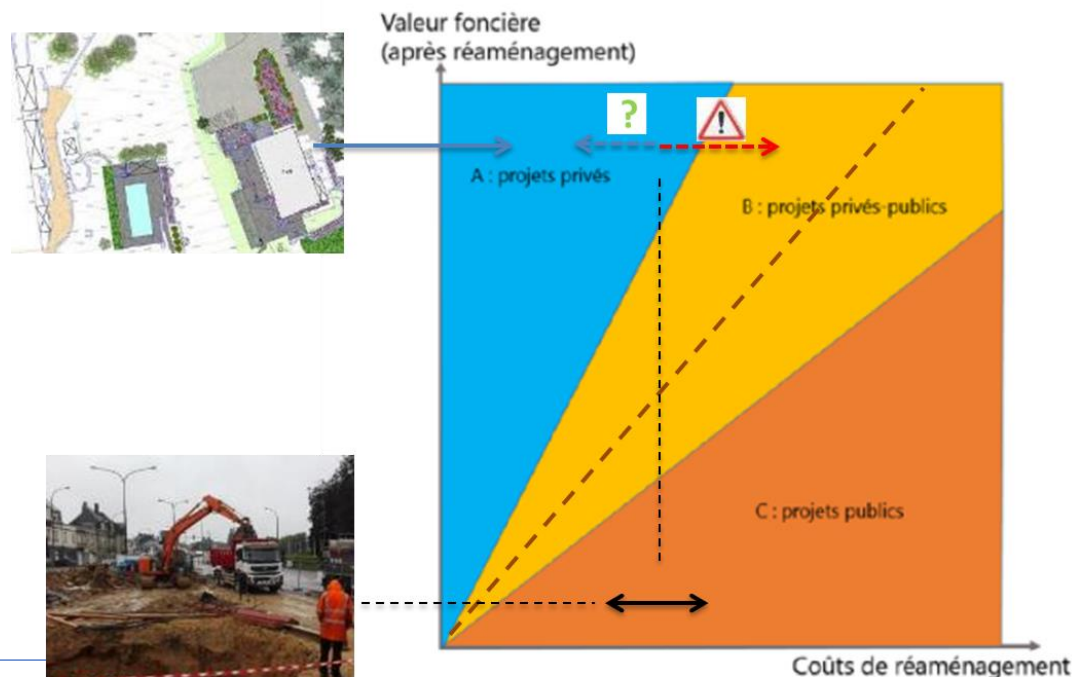 Valeur foncière
(après réaménagement)
?
!
A : projets privés
B : projets privés-publics
C : projets publics
Coûts de réaménagement